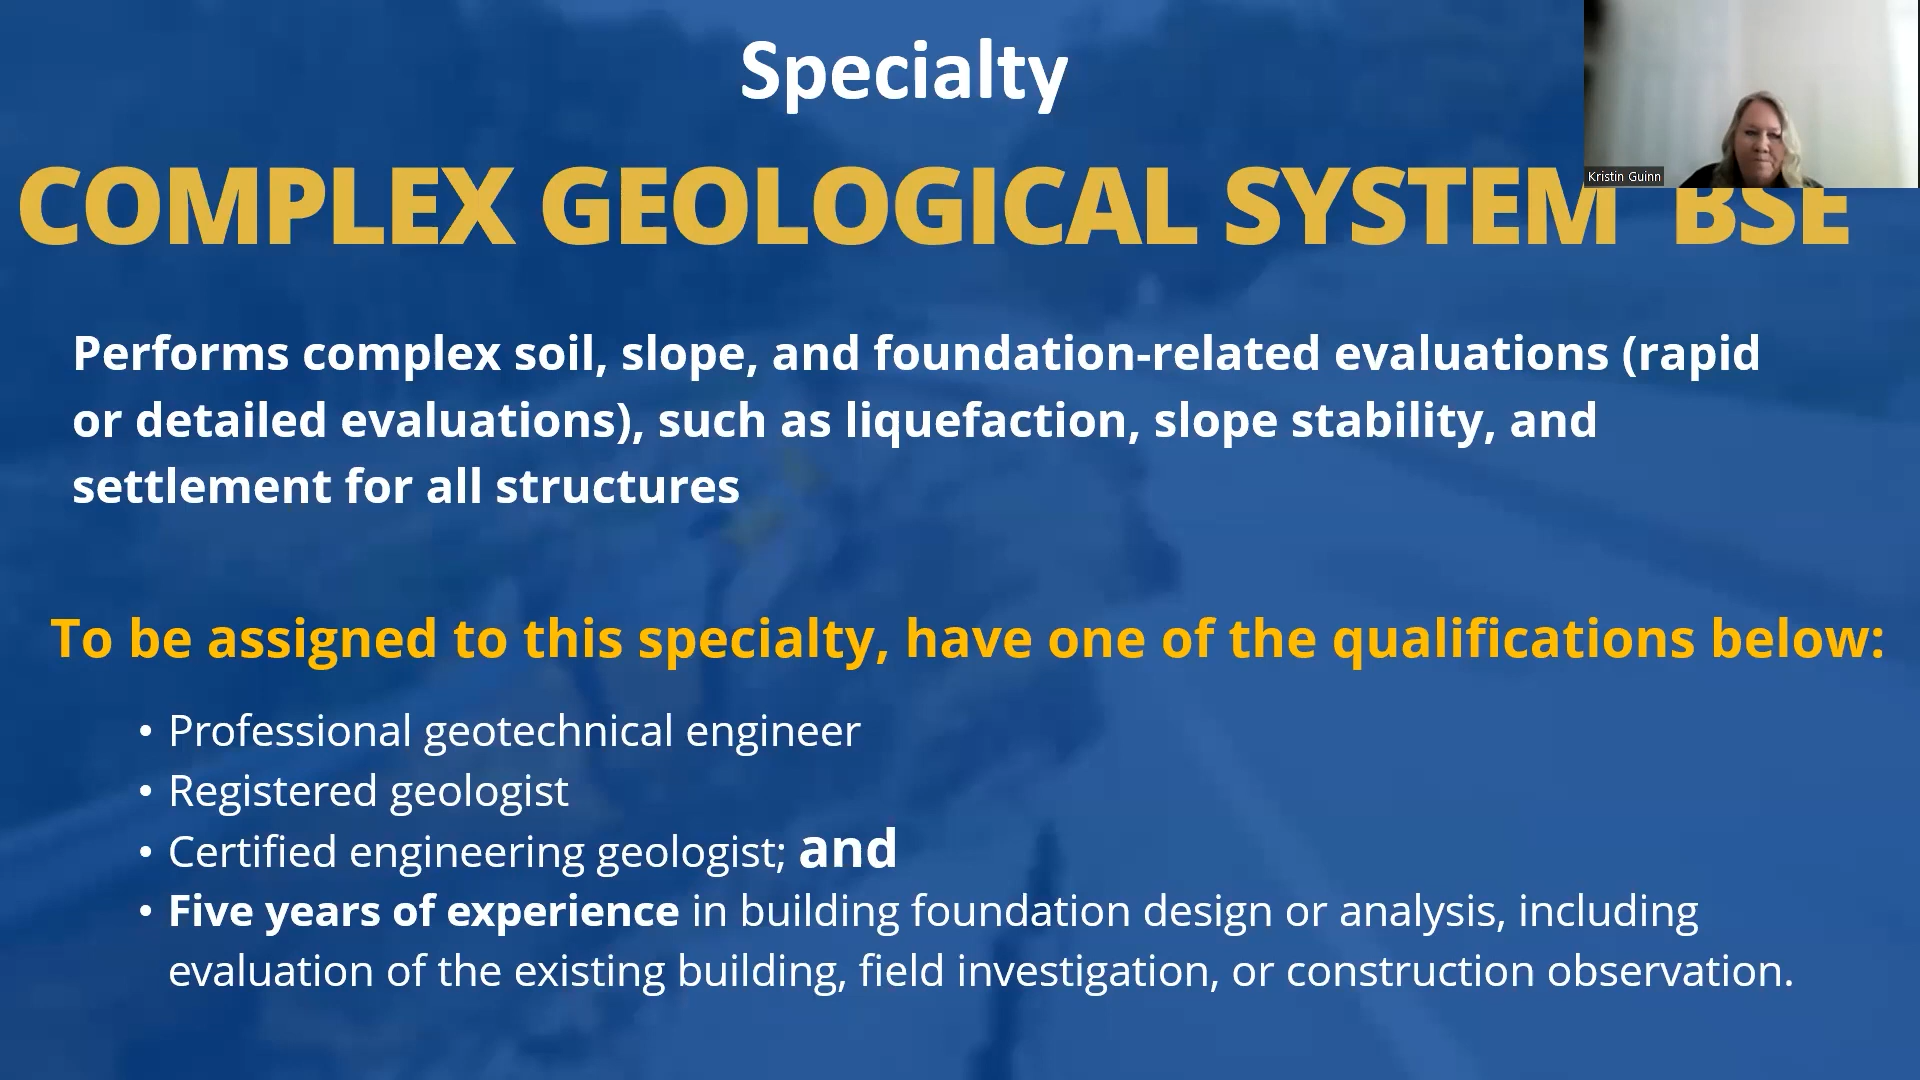 Specialty
Kristin Guinn
COMPLEX GEOLOGICAL SYSTEM BSE
Performs complex soil, slope, and foundation-related evaluations (rapid
or detailed evaluations), such as liquefaction, slope stability, and
settlement for all structures
To be assigned to this specialty, have one of the qualifications below:
• Professional geotechnical engineer
• Registered geologist
• Certified engineering geologist; and
• Five years of experience in building foundation design or analysis, including
evaluation of the existing building, field investigation, or construction observation.